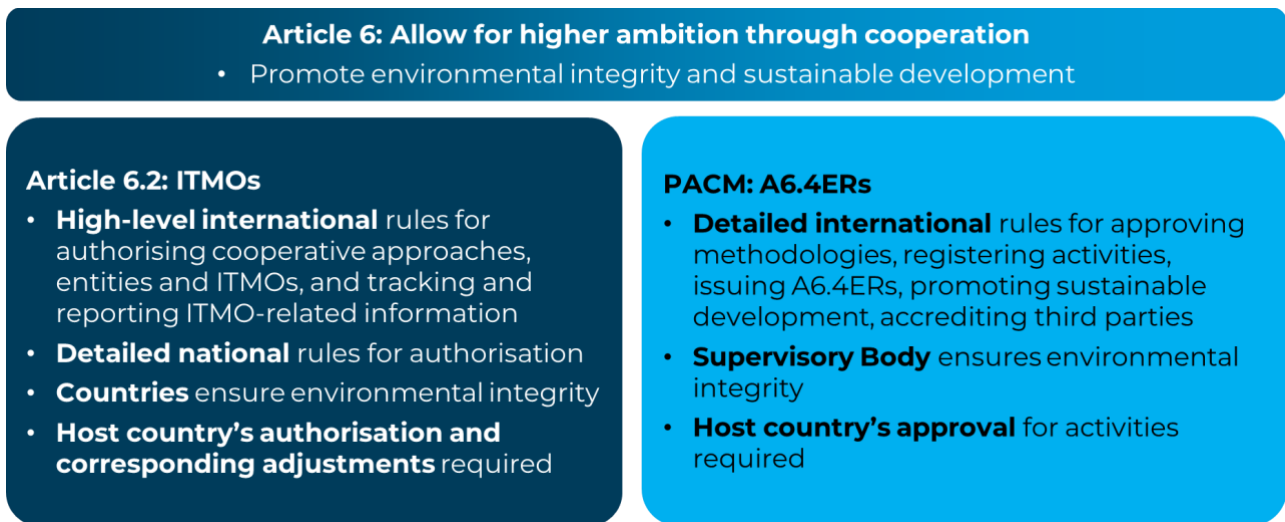 Article 6: Allow for higher ambition through cooperation
• Promote environmental integrity and sustainable development
Article 6.2: ITMOs
• High-level international rules for
authorising cooperative approaches,
entities and ITMOs, and tracking and
reporting ITMO-related information
• Detailed national rules for authorisation
• Countries ensure environmental integrity
• Host country's authorisation and
corresponding adjustments required
PACM: A6.4ERs
• Detailed international rules for approving
methodologies, registering activities,
issuing A6.4ERs, promoting sustainable
development, accrediting third parties
• Supervisory Body ensures environmental
integrity
• Host country's approval for activities
required